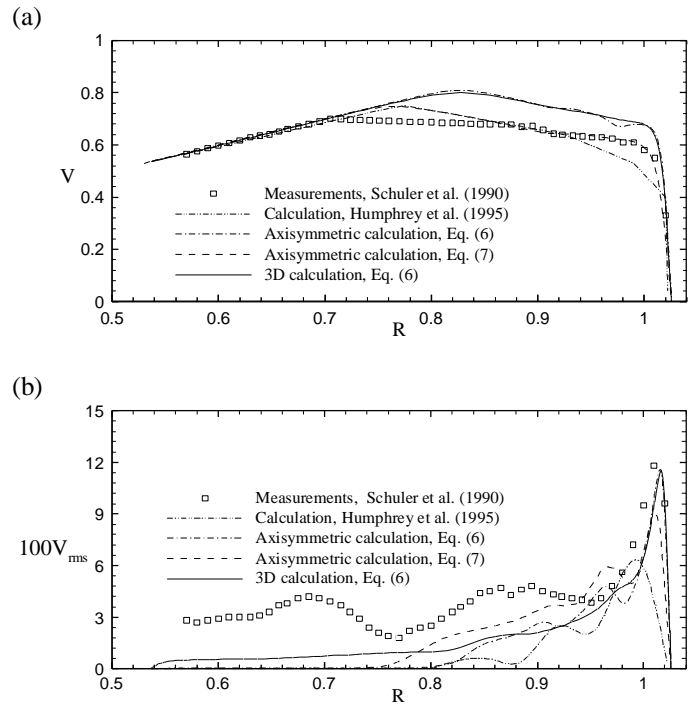 (a)
1
0.8
0.6
V
0.4
0.2
0
Measurements, Schuler et al. (1990)
Calculation, Humphrey et al. (1995)
Axisymmetric calculation, Eq. (6)
Axisymmetric calculation, Eq. (7)
3D calculation, Eq. (6)
0.5 0.6 0.7 0.8 0.9 1
R
(b)
15
12
9
100Vrms
6
3
0
Measurements, Schuler et al. (1990)
Calculation, Humphrey et al. (1995)
Axisymmetric calculation, Eq. (6)
Axisymmetric calculation, Eq. (7)
3D calculation, Eq. (6)
0.5 0.6 0.7 0.8 0.9 1
R